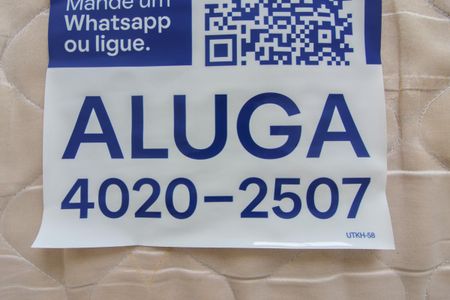 Mande um
Whatsapp
ou ligue.
ALUGA
4020-2507
UTKH-58